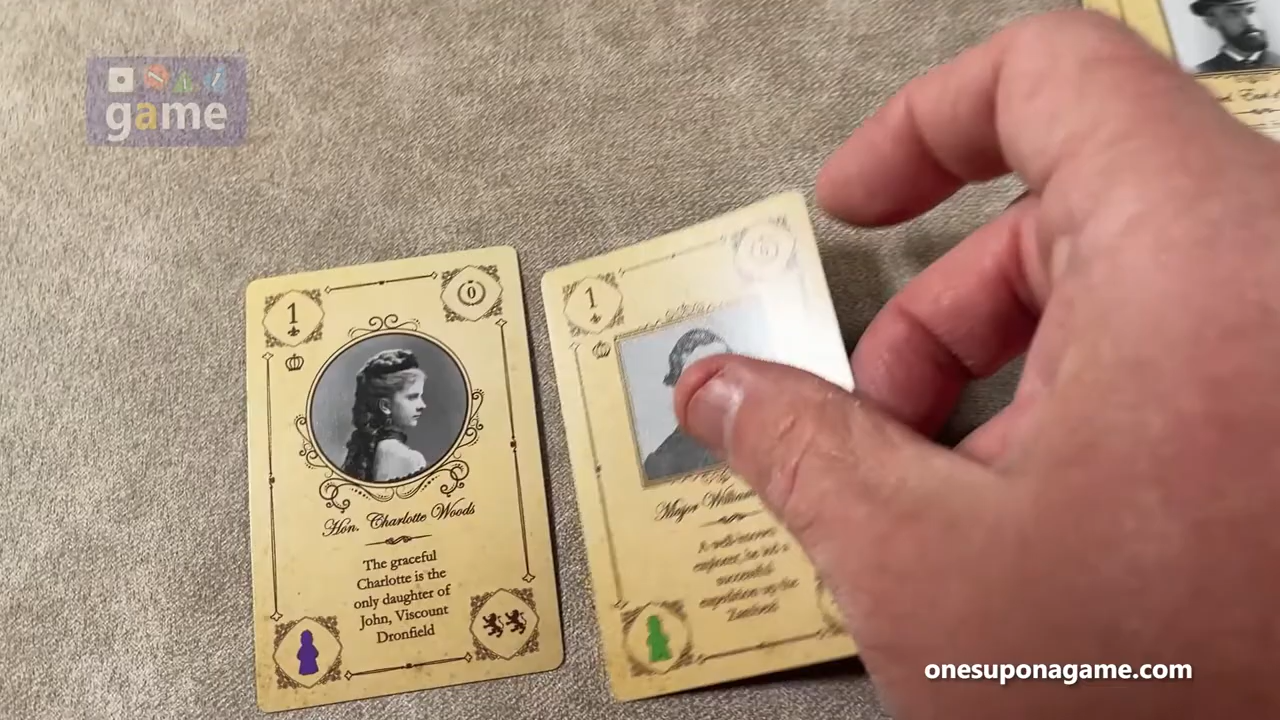 game
1
0
Hon. Charlotte Woods
The graceful
Charlotte is the
only daughter of
John, Viscount
Dronfield
1
Major William
A well-known
explorer, he led a
successful
expedition up the
Zambezi
onesuponagame.com